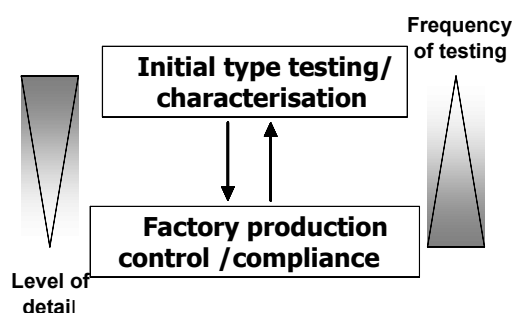 Frequency
of testing
Initial type testing/
characterisation
Factory production
control /compliance
Level of
detail